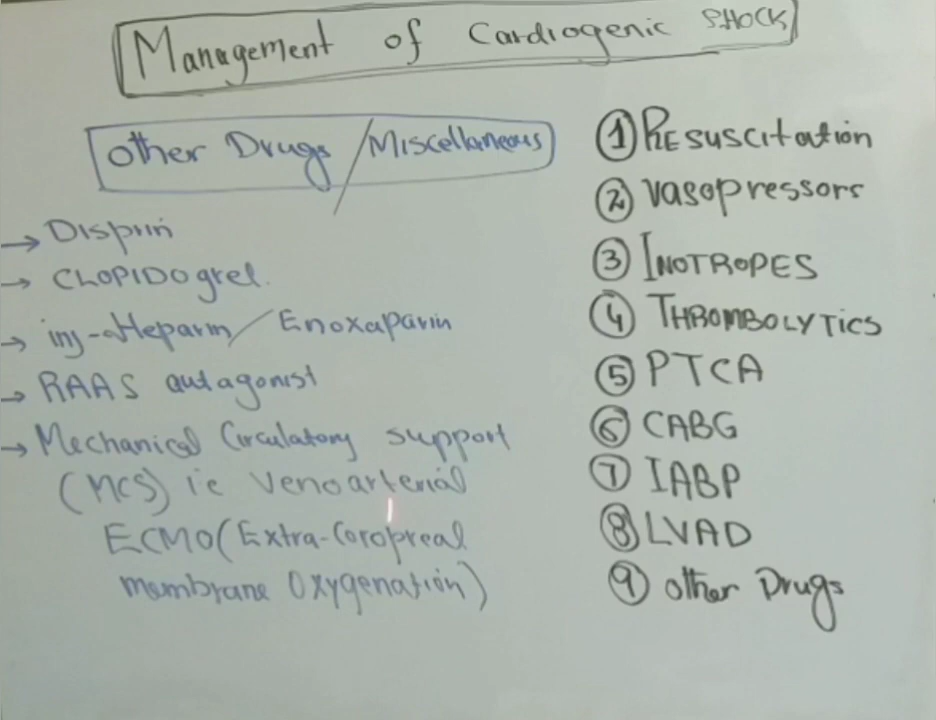 Management of Cardiogenic SHOCK
Other Drugs / Miscellaneous
→ Disprin
→ CLOPIDOgrel.
→ inj-Heparin/Enoxaparin
→ RAAS antagonist
→ Mechanical Circulatory support
(MCS) ie Venoarterial
ECMO(Extra-Coropreal
membrane Oxygenation)
① REsuscitation
② Vasopressors
③ INOTROPES
④ THROMBOLYTICS
⑤ PTCA
⑥ CABG
⑦ IABP
⑧ LVAD
⑨ Other Drugs